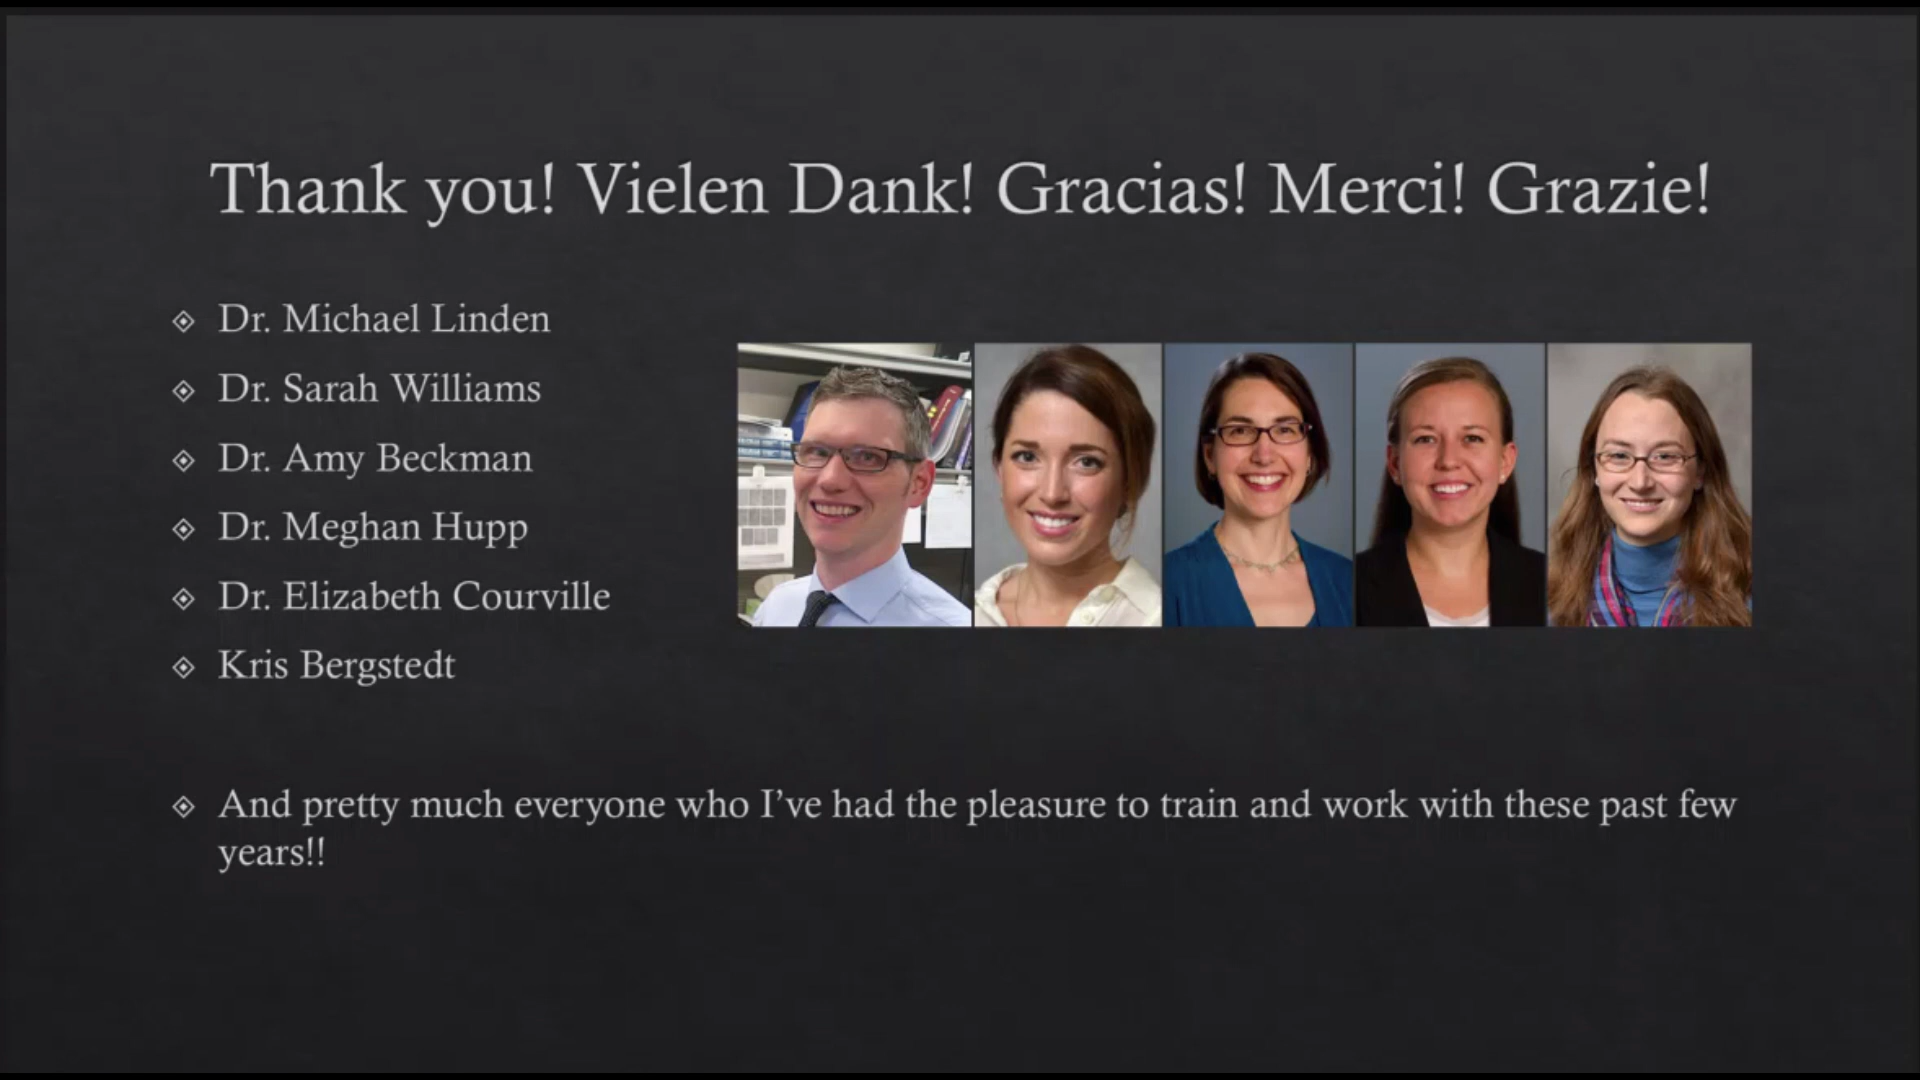 Thank you! Vielen Dank! Gracias! Merci! Grazie!
Dr. Michael Linden
Dr. Sarah Williams
Dr. Amy Beckman
Dr. Meghan Hupp
Dr. Elizabeth Courville
Kris Bergstedt
And pretty much everyone who I’ve had the pleasure to train and work with these past few
years!!